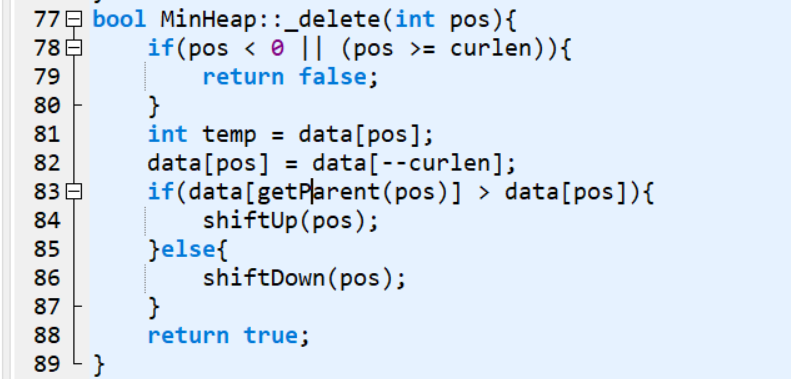 77 bool MinHeap::_delete(int pos){
78     if(pos < 0 || (pos >= curlen)){
79         return false;
80     }
81     int temp = data[pos];
82     data[pos] = data[--curlen];
83     if(data[getParent(pos)] > data[pos]){
84         shiftUp(pos);
85     }else{
86         shiftDown(pos);
87     }
88     return true;
89 }